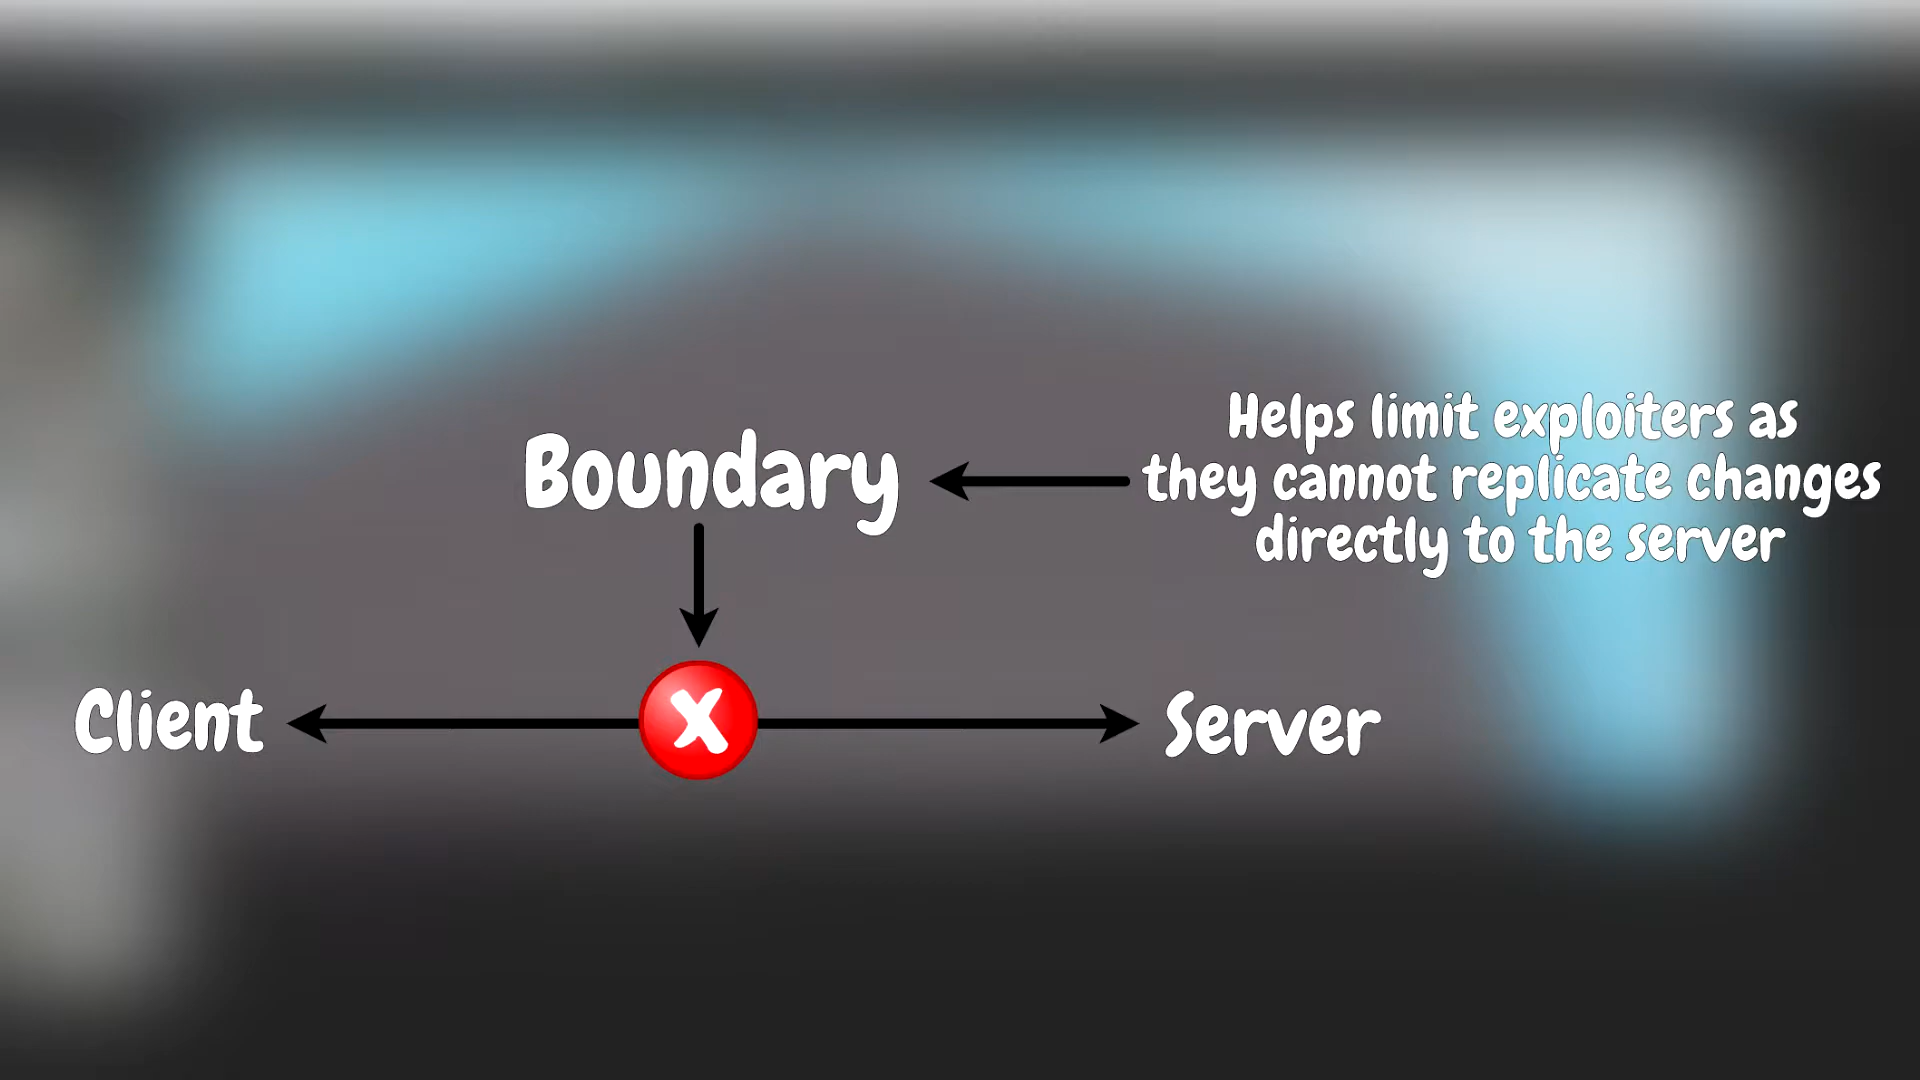 Helps limit exploiters as
they cannot replicate changes
directly to the server
Boundary
X
Client
Server